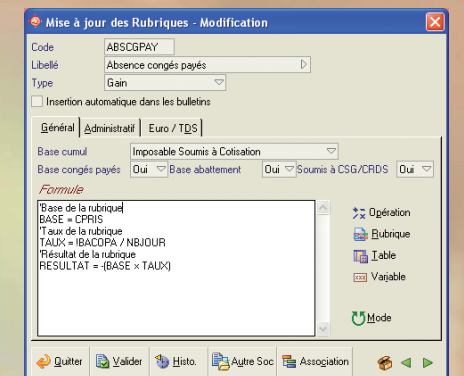 Mise à jour des Rubriques - Modification
Code ABSCGPAY
Libellé Absence congés payés
Type Gain
Insertion automatique dans les bulletins
Général Administratif Euro / TDS
Base cumul Imposable Soumis à Cotisation
Base congés payés Oui Base abattement Oui Soumis à CSG/CRDS Oui
Formule
'Base de la rubrique
BASE = CPRIS
'Taux de la rubrique
TAUX = !BACOPA / NBJOUR
'Résultat de la rubrique
RESULTAT = -(BASE × TAUX)
Opération
Rubrique
Table
xxx Variable
Mode
Quitter Valider Histo. Autre Soc Association